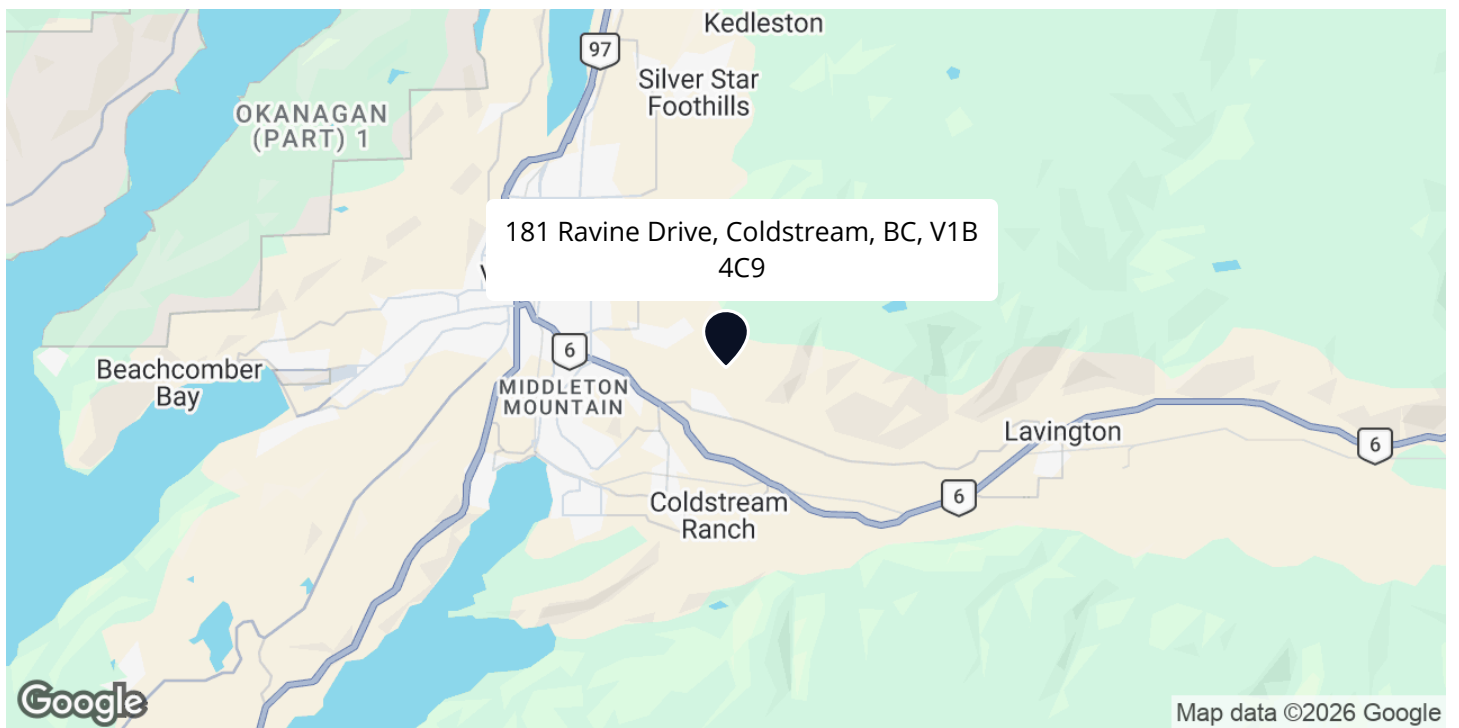 Kedleston
97
Silver Star
Foothills
OKANAGAN
(PART) 1
181 Ravine Drive, Coldstream, BC, V1B
4C9
6
Beachcomber
Bay
MIDDLETON
MOUNTAIN
Lavington
6
6
Coldstream
Ranch
Google
Map data ©2026 Google